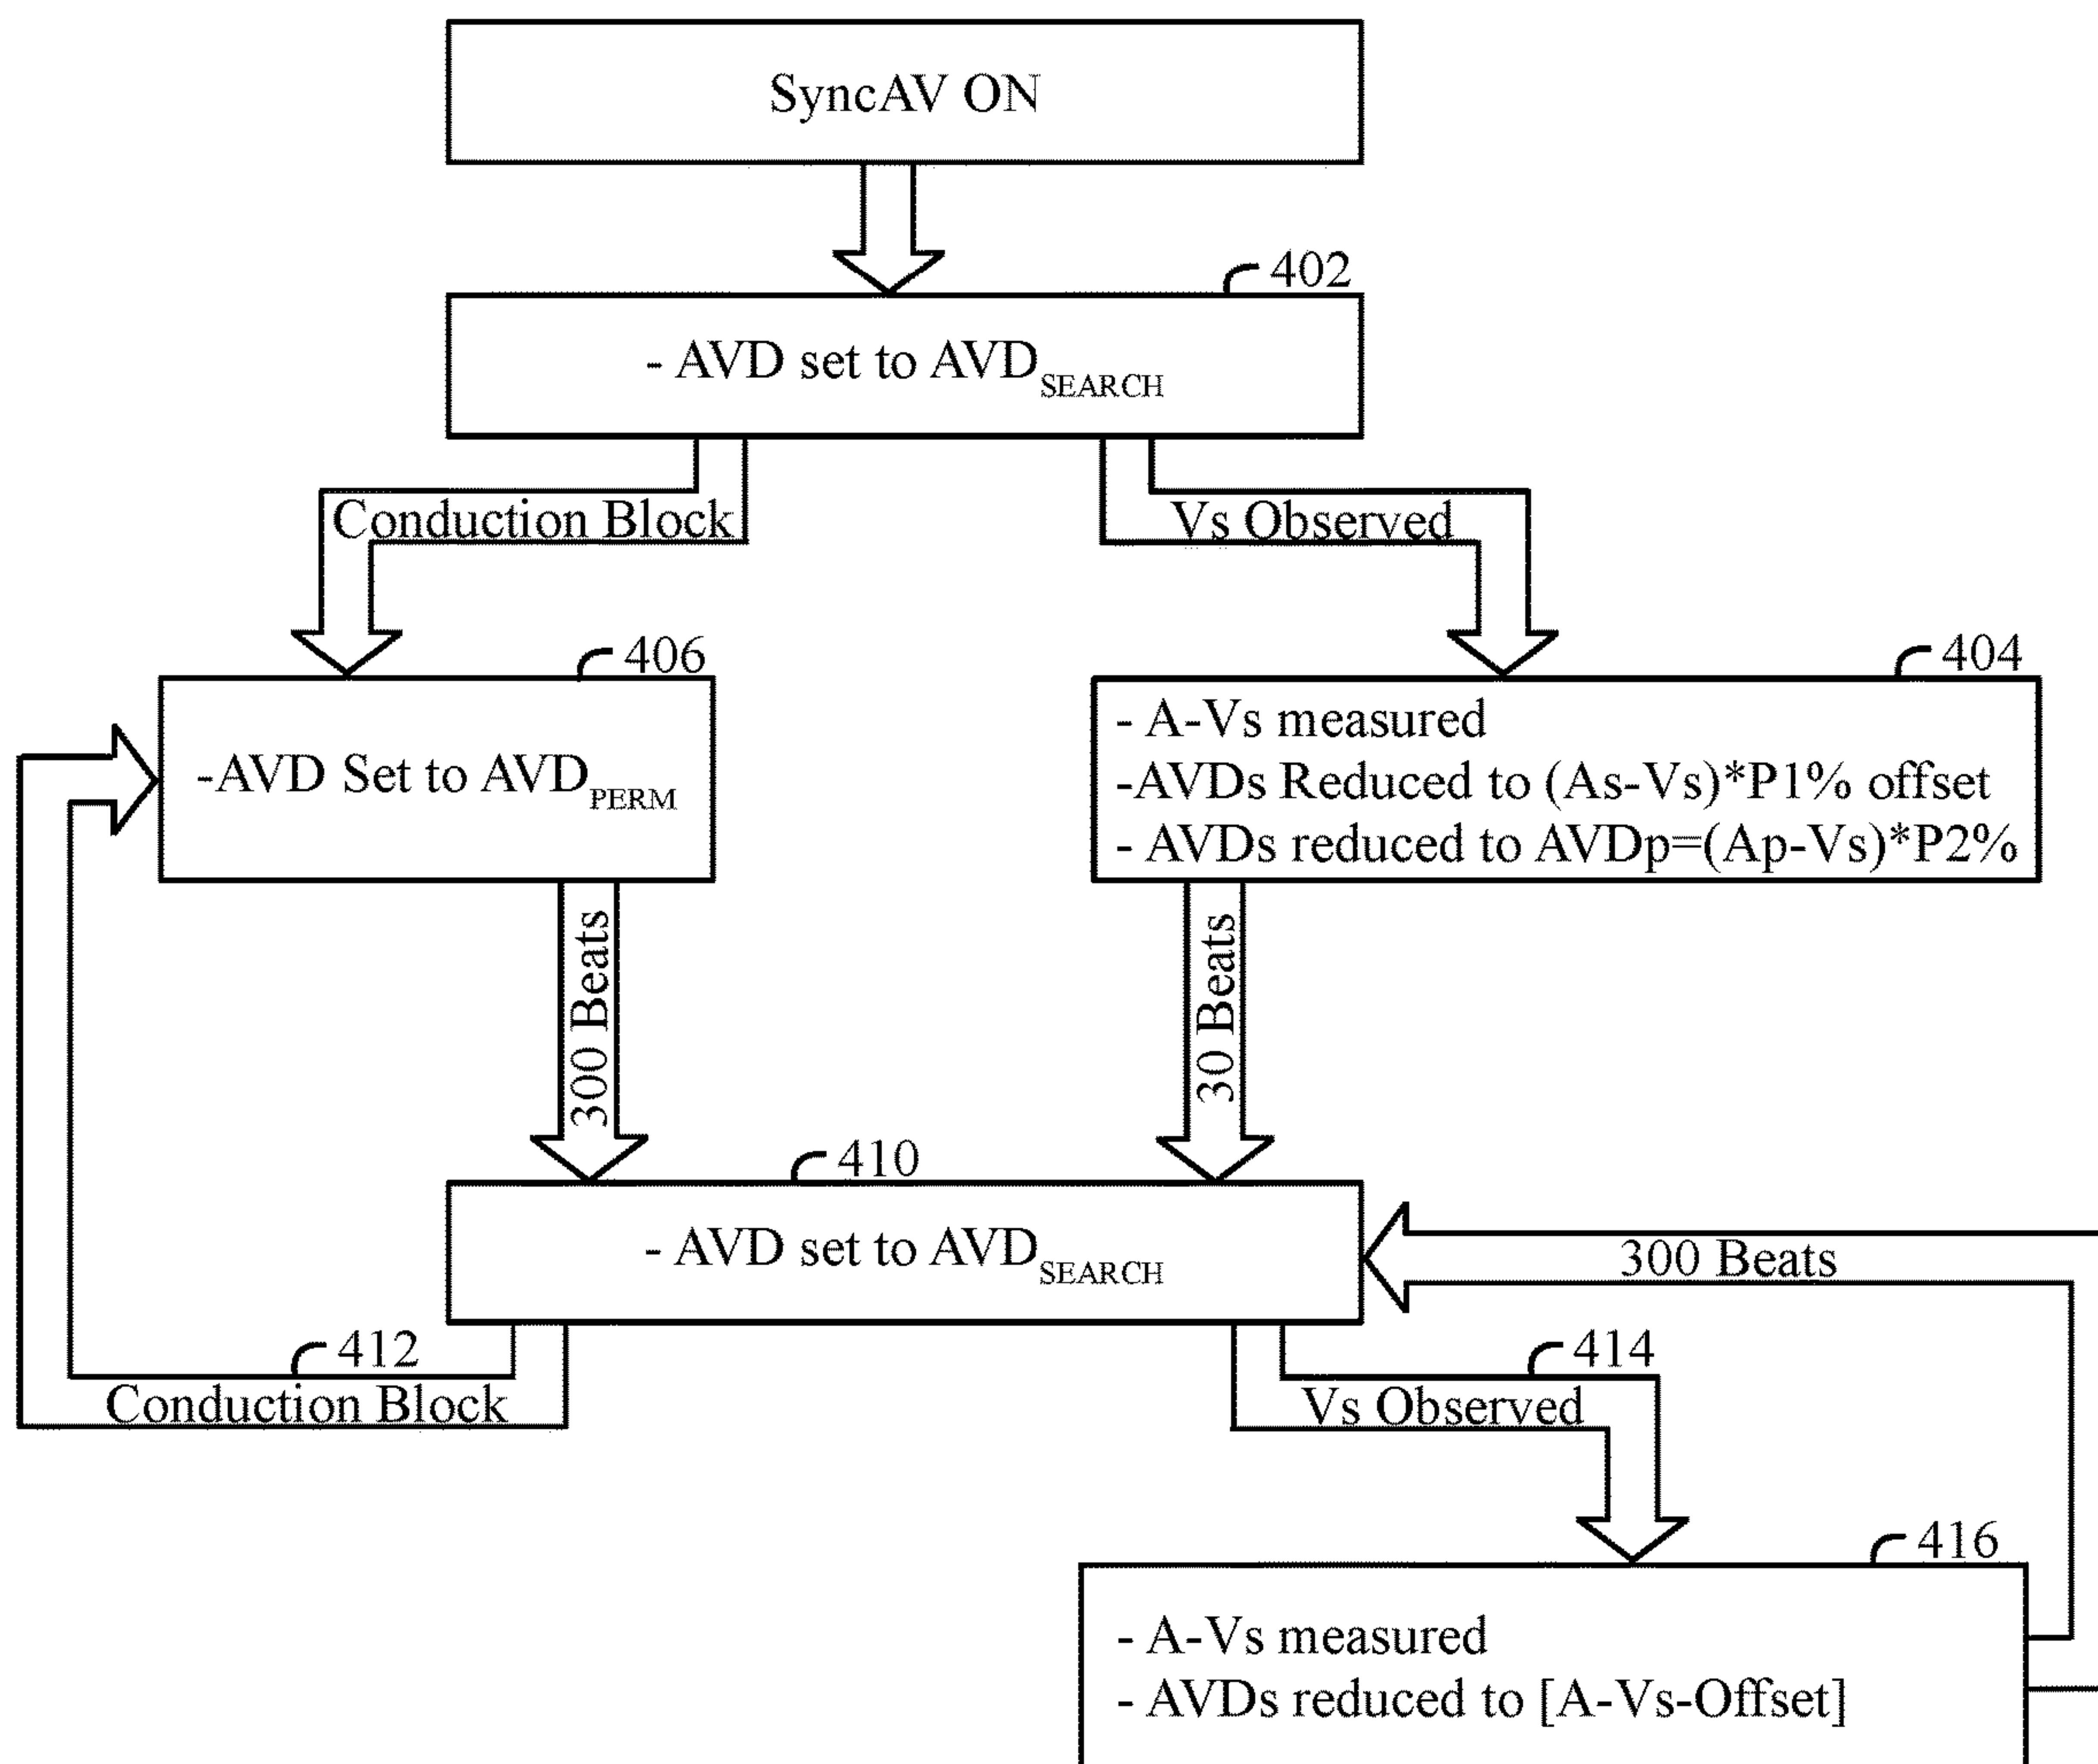 SyncAV ON
402
- AVD set to AVDSEARCH
Conduction Block
Vs Observed
406
-AVD Set to AVDPERM
404
- A-Vs measured
-AVDs Reduced to (As-Vs)*P1% offset
- AVDs reduced to AVDp=(Ap-Vs)*P2%
300 Beats
30 Beats
410
- AVD set to AVDSEARCH
300 Beats
412
Conduction Block
414
Vs Observed
416
- A-Vs measured
- AVDs reduced to [A-Vs-Offset]